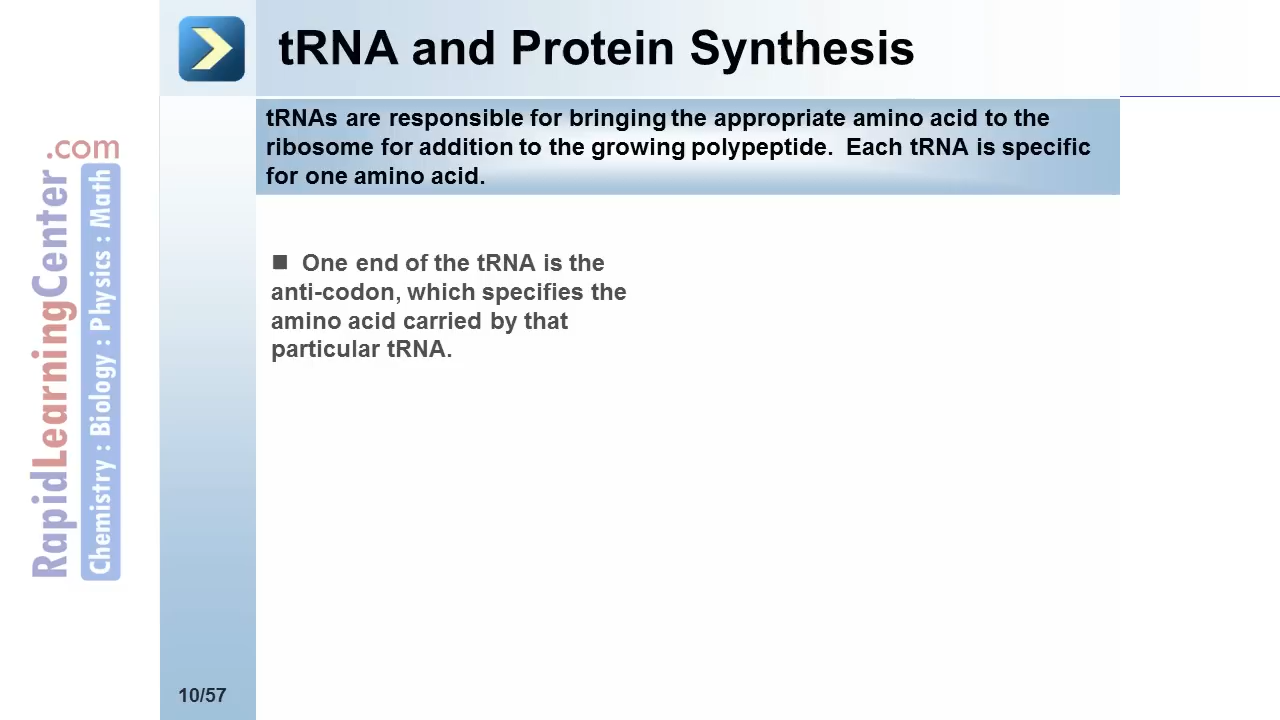 tRNA and Protein Synthesis
tRNAs are responsible for bringing the appropriate amino acid to the
ribosome for addition to the growing polypeptide. Each tRNA is specific
for one amino acid.
■ One end of the tRNA is the
anti-codon, which specifies the
amino acid carried by that
particular tRNA.
RapidLearningCenter.com
Chemistry : Biology : Physics : Math
10/57